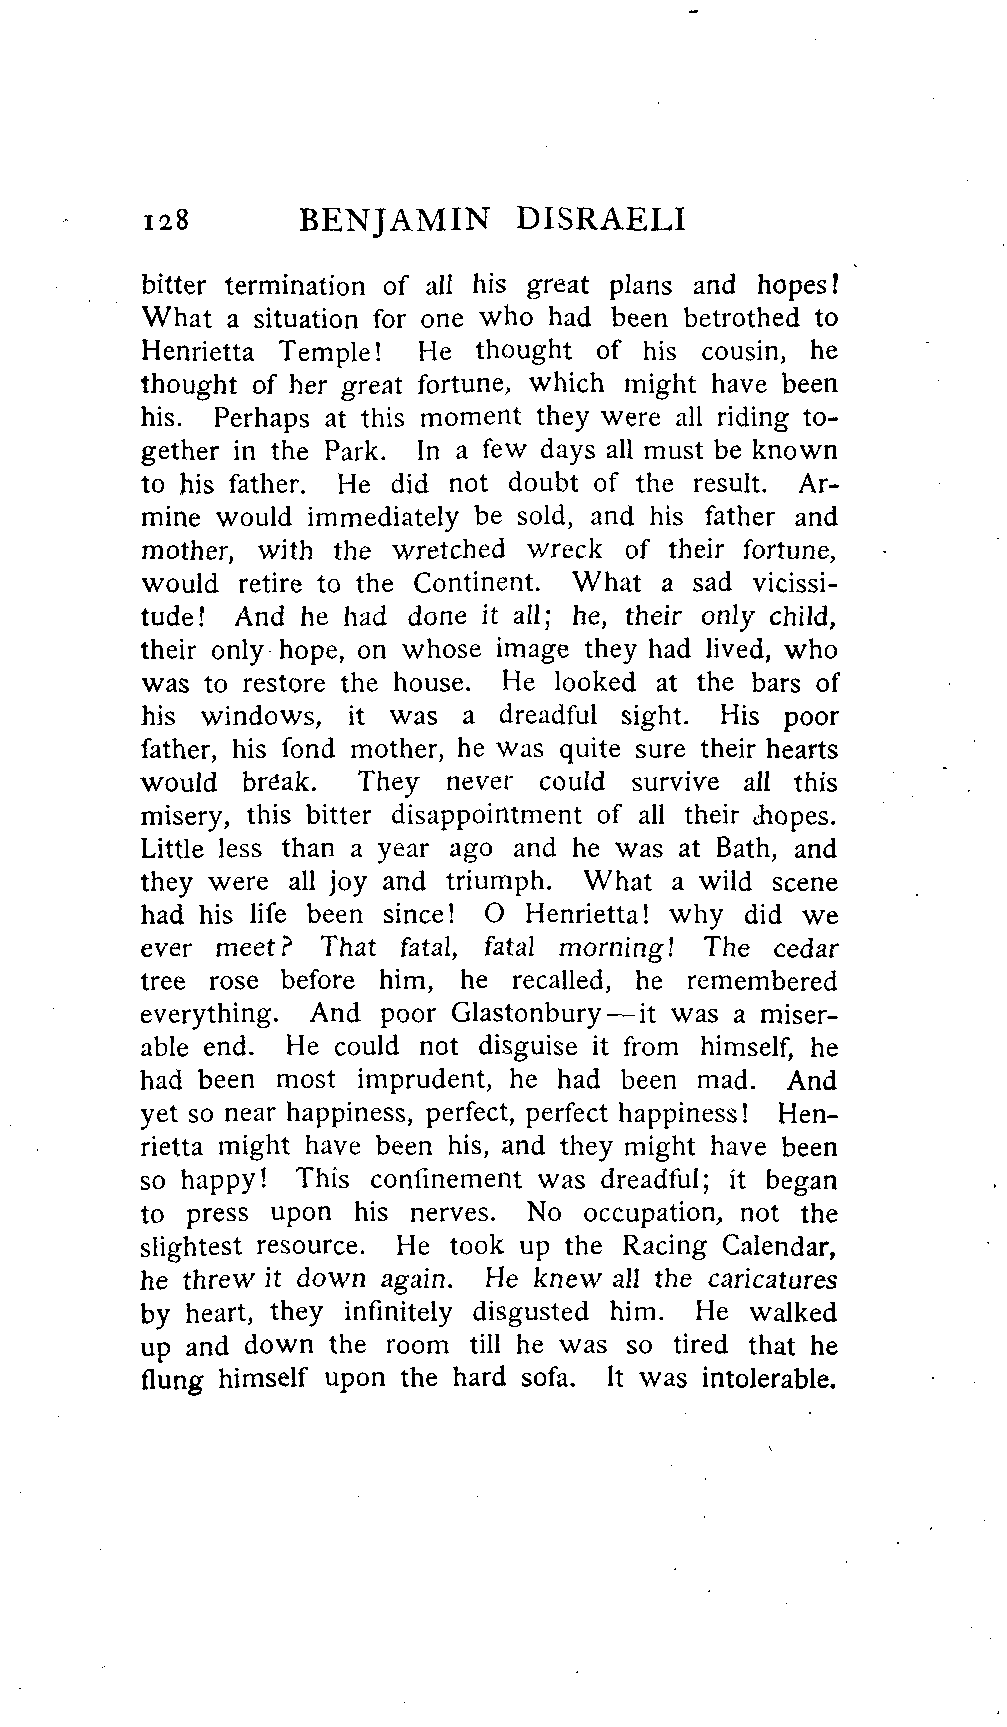 128 BENJAMIN DISRAELI
bitter termination of all his great plans and hopes!
What a situation for one who had been betrothed to
Henrietta Temple! He thought of his cousin, he
thought of her great fortune, which might have been
his. Perhaps at this moment they were all riding to-
gether in the Park. In a few days all must be known
to his father. He did not doubt of the result. Ar-
mine would immediately be sold, and his father and
mother, with the wretched wreck of their fortune,
would retire to the Continent. What a sad vicissi-
tude! And he had done it all; he, their only child,
their only hope, on whose image they had lived, who
was to restore the house. He looked at the bars of
his windows, it was a dreadful sight. His poor
father, his fond mother, he was quite sure their hearts
would break. They never could survive all this
misery, this bitter disappointment of all their hopes.
Little less than a year ago and he was at Bath, and
they were all joy and triumph. What a wild scene
had his life been since! O Henrietta! why did we
ever meet? That fatal, fatal morning! The cedar
tree rose before him, he recalled, he remembered
everything. And poor Glastonbury—it was a miser-
able end. He could not disguise it from himself, he
had been most imprudent, he had been mad. And
yet so near happiness, perfect, perfect happiness! Hen-
rietta might have been his, and they might have been
so happy! This confinement was dreadful; it began
to press upon his nerves. No occupation, not the
slightest resource. He took up the Racing Calendar,
he threw it down again. He knew all the caricatures
by heart, they infinitely disgusted him. He walked
up and down the room till he was so tired that he
flung himself upon the hard sofa. It was intolerable.